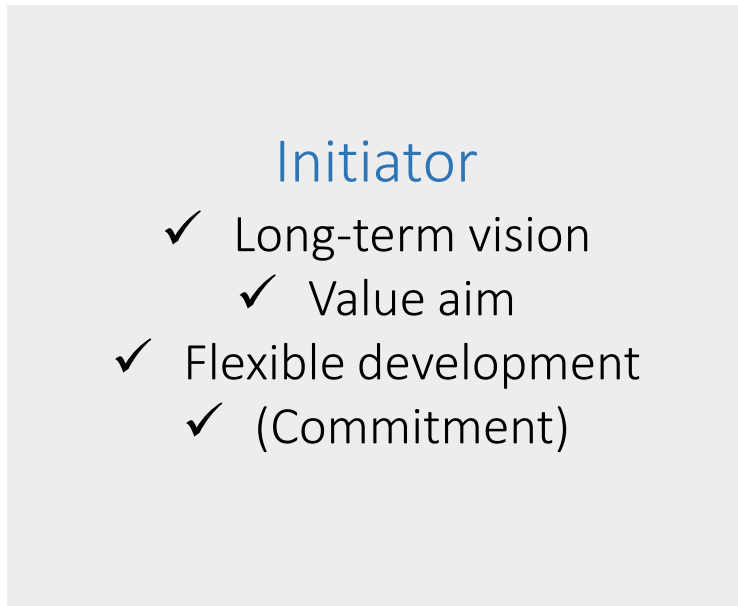 Initiator
✓ Long-term vision
✓ Value aim
✓ Flexible development
✓ (Commitment)